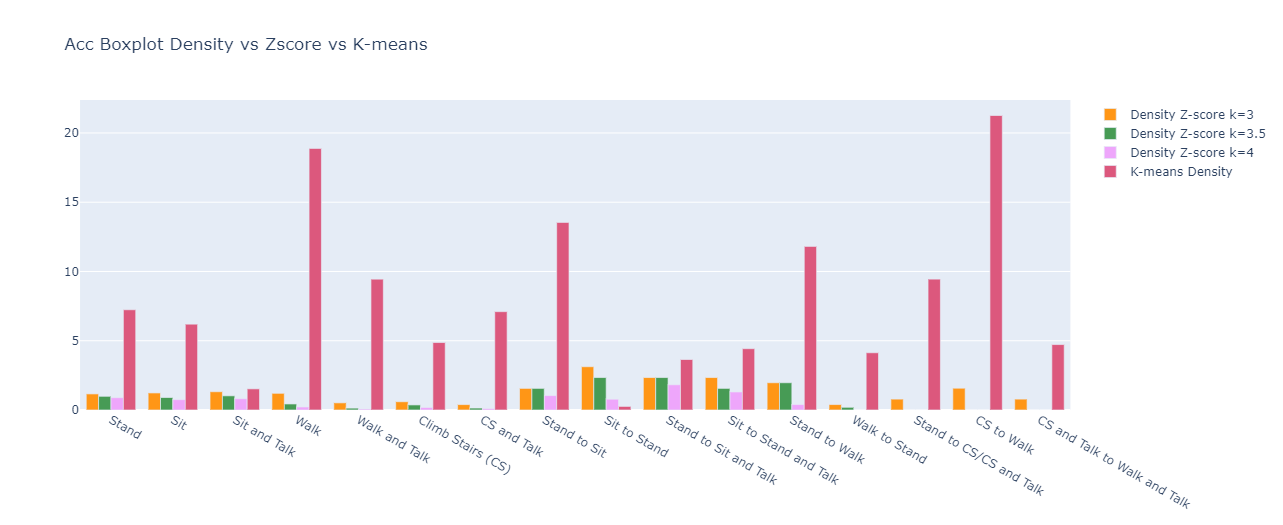 Acc Boxplot Density vs Zscore vs K-means
Density Z-score k=3
Density Z-score k=3.5
Density Z-score k=4
K-means Density
20
15
10
5
0
Stand
Sit
Sit and Talk
Walk
Walk and Talk
Climb Stairs (CS)
CS and Talk
Stand to Sit
Sit to Stand
Stand to Sit and Talk
Sit to Stand and Talk
Stand to Walk
Walk to Stand
Stand to CS/CS and Talk
CS to Walk
CS and Talk to Walk and Talk